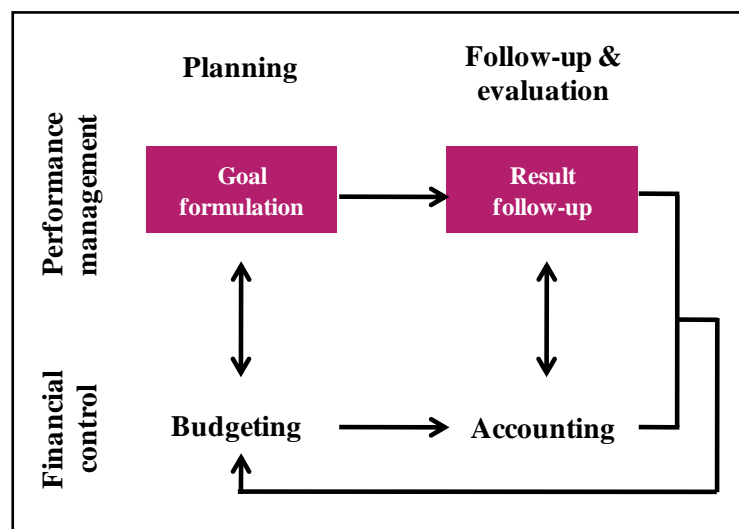 Planning
Follow-up &
evaluation
Performance
management
Goal
formulation
Result
follow-up
Financial
control
Budgeting
Accounting